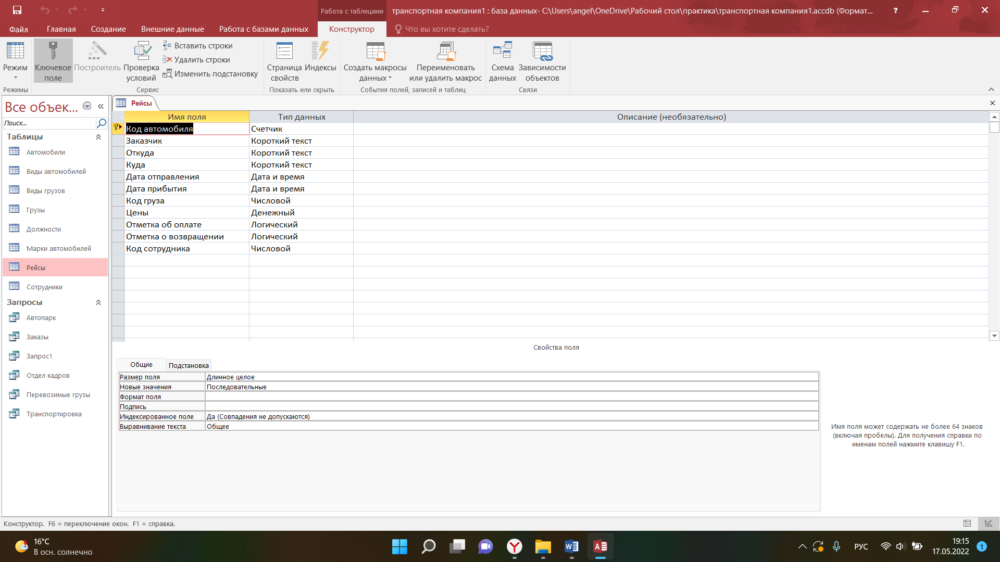 Работа с таблицами
транспортная компания1 : база данных- C:\Users\angel\OneDrive\Рабочий стол\практика\транспортная компания1.accdb (Формат...
?
Файл
Главная
Создание
Внешние данные
Работа с базами данных
Конструктор
Что вы хотите сделать?
Режим
Ключевое поле
Построитель
Проверка условий
Вставить строки
Удалить строки
Изменить подстановку
Страница свойств
Индексы
Создать макросы данных
Переименовать или удалить макрос
Схема данных
Зависимости объектов
Режимы
Сервис
Показать или скрыть
События полей, записей и таблиц
Связи
Все объек...
Поиск...
Таблицы
Автомобили
Виды автомобилей
Виды грузов
Грузы
Должности
Марки автомобилей
Рейсы
Сотрудники
Запросы
Автопарк
Заказы
Запрос1
Отдел кадров
Перевозимые грузы
Транспортировка
Рейсы
Имя поля Тип данных Описание (необязательно)
Код автомобиля Счетчик
Заказчик Короткий текст
Откуда Короткий текст
Куда Короткий текст
Дата отправления Дата и время
Дата прибытия Дата и время
Код груза Числовой
Цены Денежный
Отметка об оплате Логический
Отметка о возвращении Логический
Код сотрудника Числовой
Свойства поля
Общие Подстановка
Размер поля Длинное целое
Новые значения Последовательные
Формат поля
Подпись
Индексированное поле Да (Совпадения не допускаются)
Выравнивание текста Общее
Имя поля может содержать не более 64 знаков
(включая пробелы). Для получения справки по
именам полей нажмите клавишу F1.
Конструктор. F6 = переключение окон. F1 = справка.
16°C
В осн. солнечно
РУС
19:15
17.05.2022
1